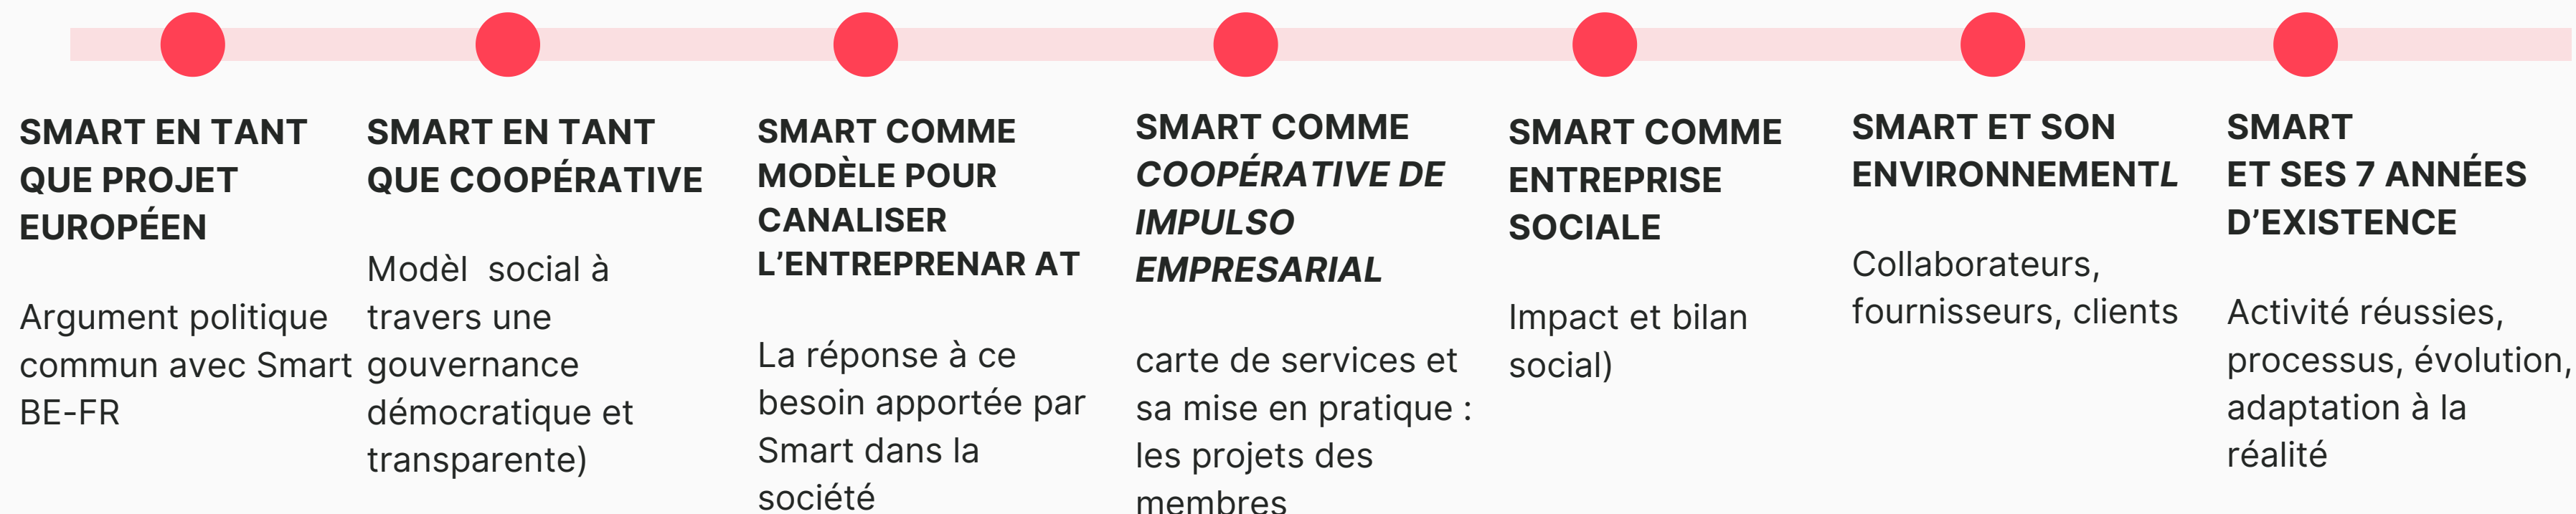 SMART EN TANT
QUE PROJET
EUROPÉEN
Argument politique
commun avec Smart
BE-FR
SMART EN TANT
QUE COOPÉRATIVE
Modèl  social à
travers une
gouvernance
démocratique et
transparente)
SMART COMME
MODÈLE POUR
CANALISER
L’ENTREPRENAR AT
La réponse à ce
besoin apportée par
Smart dans la
société
SMART COMME
COOPÉRATIVE DE
IMPULSO
EMPRESARIAL
carte de services et
sa mise en pratique :
les projets des
membres
SMART COMME
ENTREPRISE
SOCIALE
Impact et bilan
social)
SMART ET SON
ENVIRONNEMENTL
Collaborateurs,
fournisseurs, clients
SMART
ET SES 7 ANNÉES
D’EXISTENCE
Activité réussies,
processus, évolution,
adaptation à la
réalité